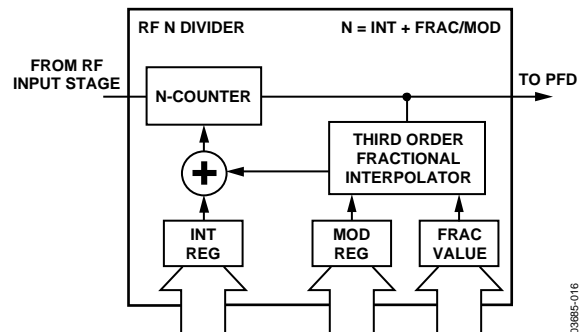 RF N DIVIDER
N = INT + FRAC/MOD
FROM RF
INPUT STAGE
TO PFD
N-COUNTER
THIRD ORDER
FRACTIONAL
INTERPOLATOR
+
INT
REG
MOD
REG
FRAC
VALUE
03685-016